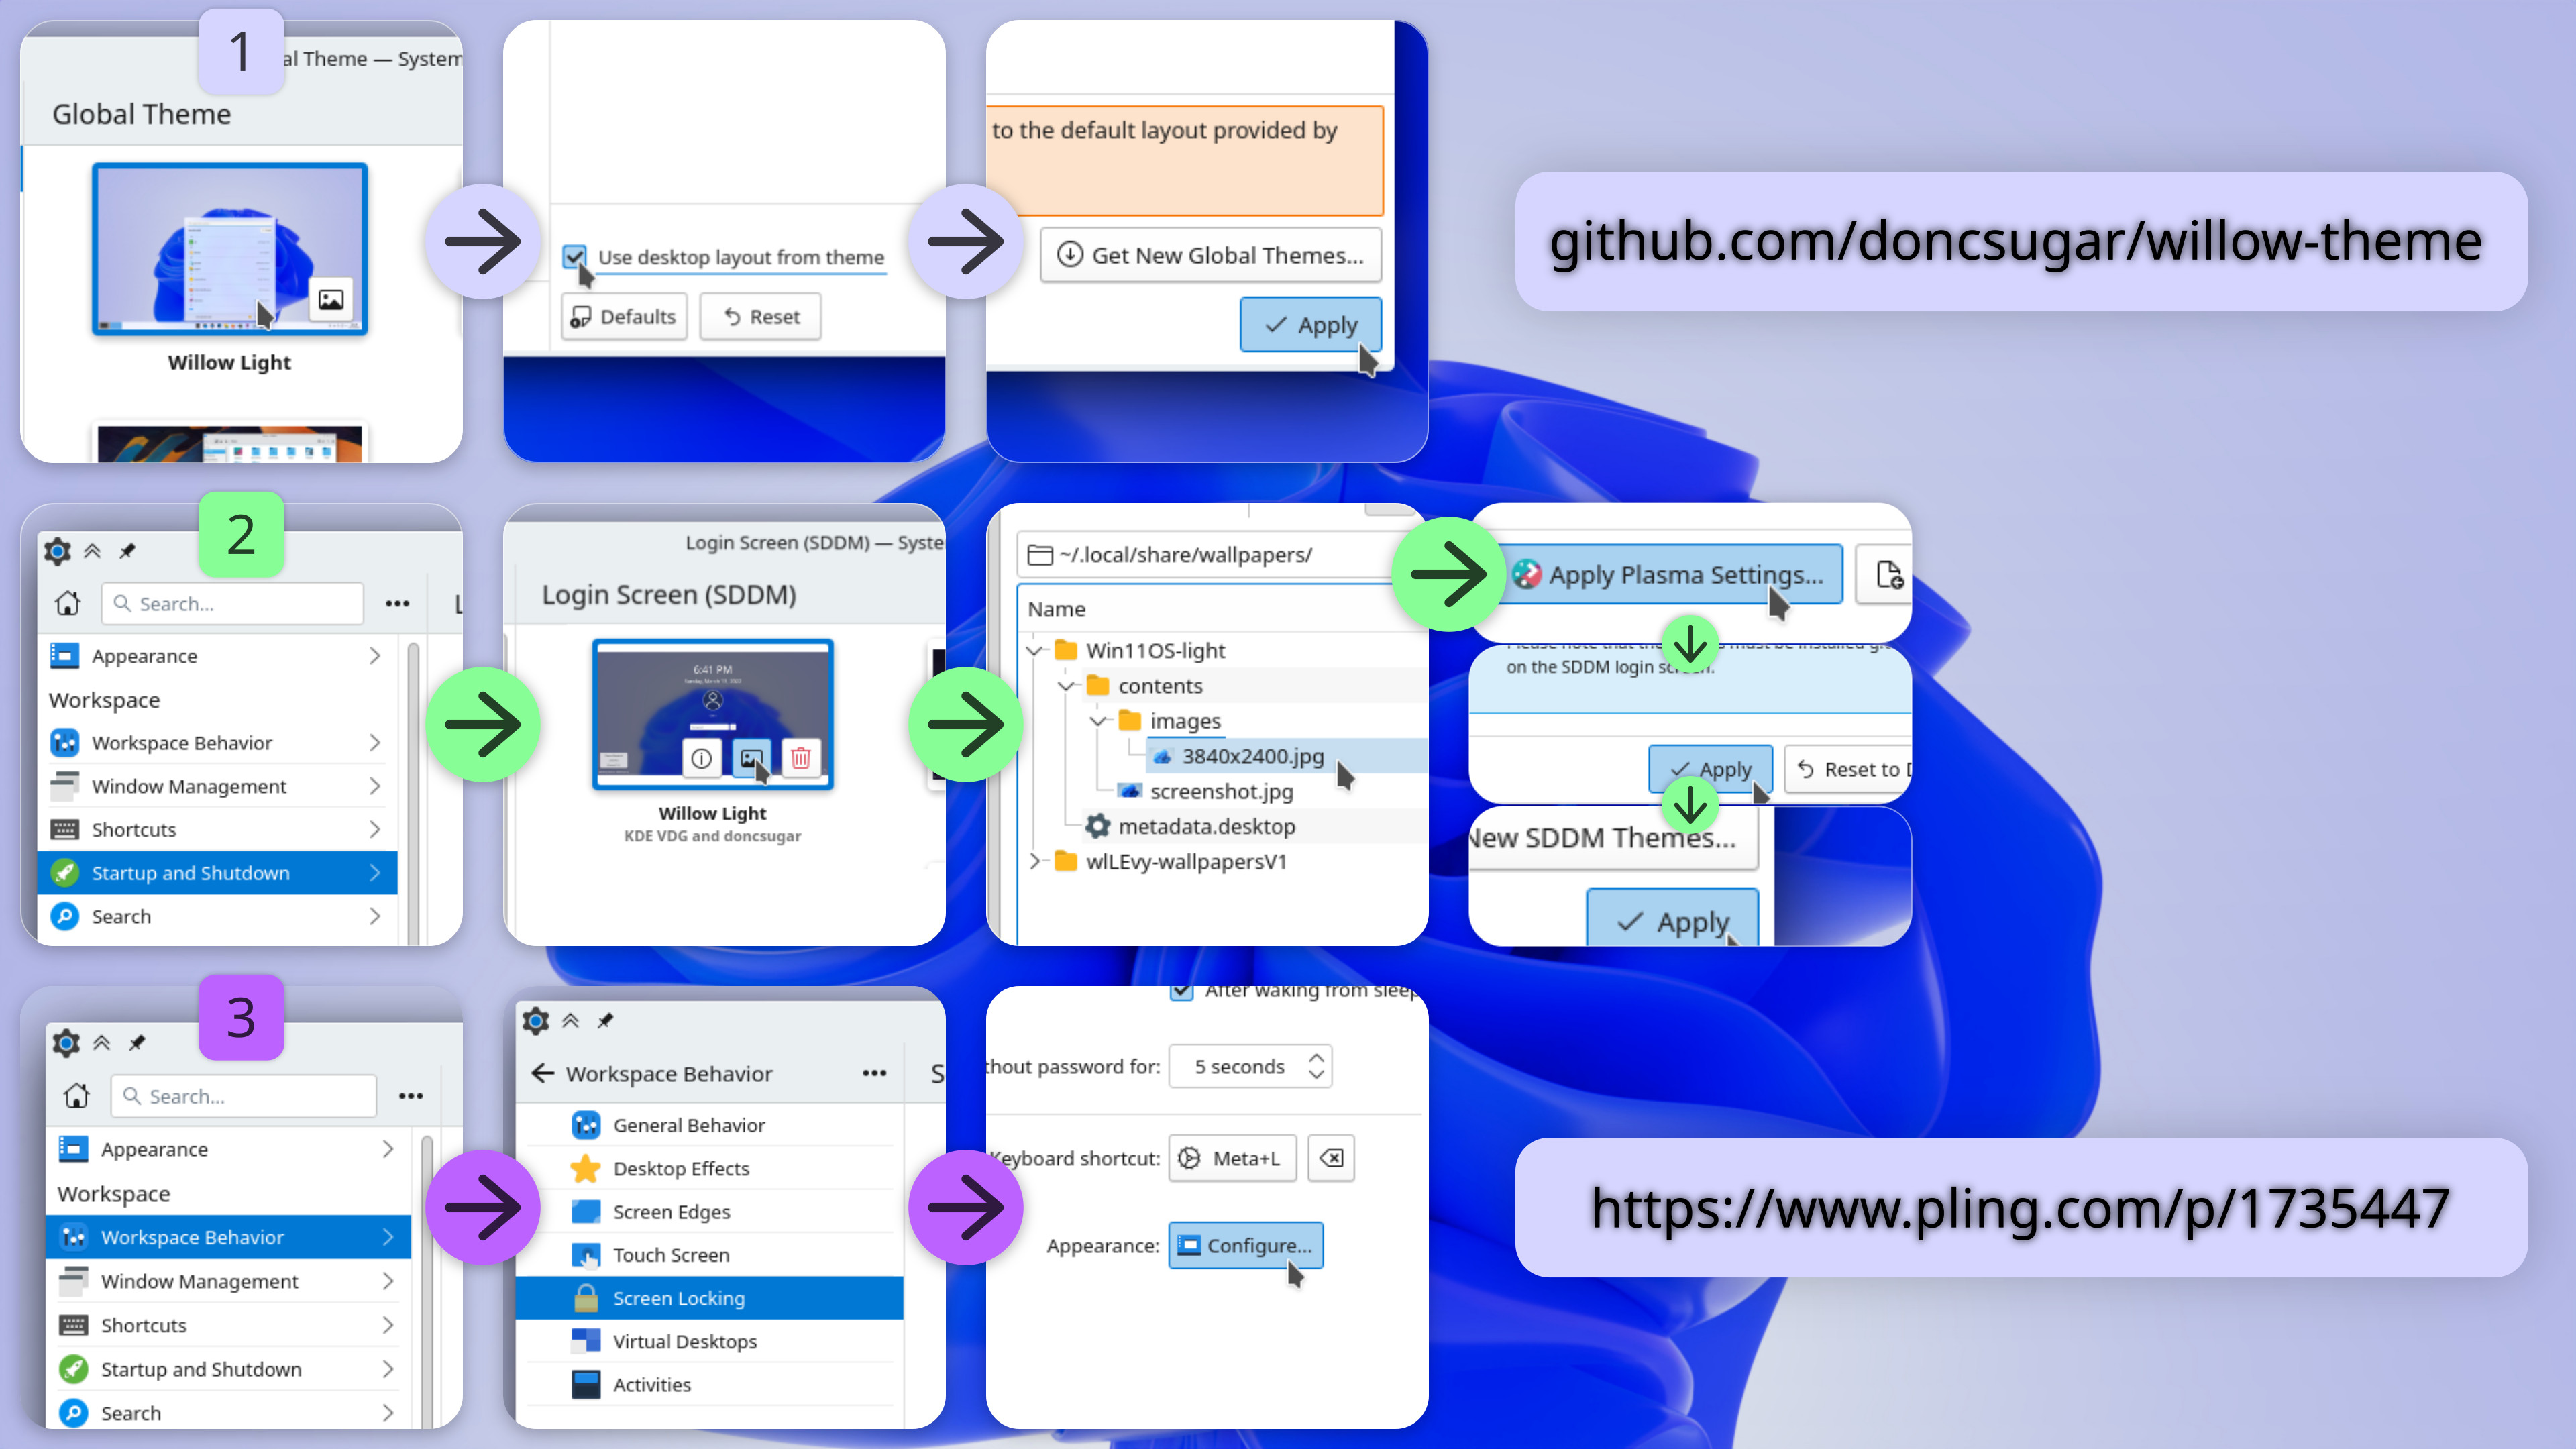 1
al Theme — System
Global Theme
Willow Light
Use desktop layout from theme
Defaults
Reset
to the default layout provided by
Get New Global Themes...
Apply
github.com/doncsugar/willow-theme
2
Search...
Appearance
Workspace
Workspace Behavior
Window Management
Shortcuts
Startup and Shutdown
Search
Login Screen (SDDM) — Syste
Login Screen (SDDM)
6:41 PM
Willow Light
KDE VDG and doncsugar
~/.local/share/wallpapers/
Name
Win11OS-light
contents
images
3840x2400.jpg
screenshot.jpg
metadata.desktop
wlLEvy-wallpapersV1
Apply Plasma Settings...
Please note that must be installed
on the SDDM login
Apply
Reset to
New SDDM Themes...
Apply
3
Search...
Appearance
Workspace
Workspace Behavior
Window Management
Shortcuts
Startup and Shutdown
Search
Workspace Behavior
S
General Behavior
Desktop Effects
Screen Edges
Touch Screen
Screen Locking
Virtual Desktops
Activities
After waking from sleep
thout password for:
5 seconds
Keyboard shortcut:
Meta+L
Appearance:
Configure...
https://www.pling.com/p/1735447